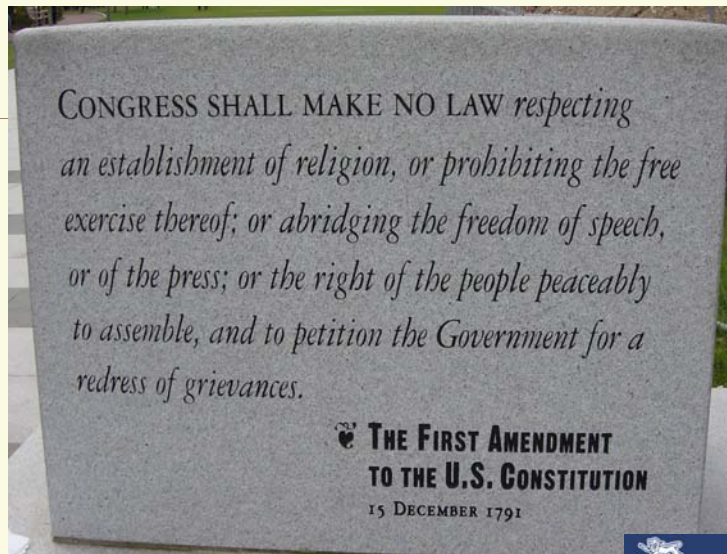 CONGRESS SHALL MAKE NO LAW respecting
an establishment of religion, or prohibiting the free
exercise thereof; or abridging the freedom of speech,
or of the press; or the right of the people peaceably
to assemble, and to petition the Government for a
redress of grievances.
THE FIRST AMENDMENT
TO THE U.S. CONSTITUTION
15 DECEMBER 1791